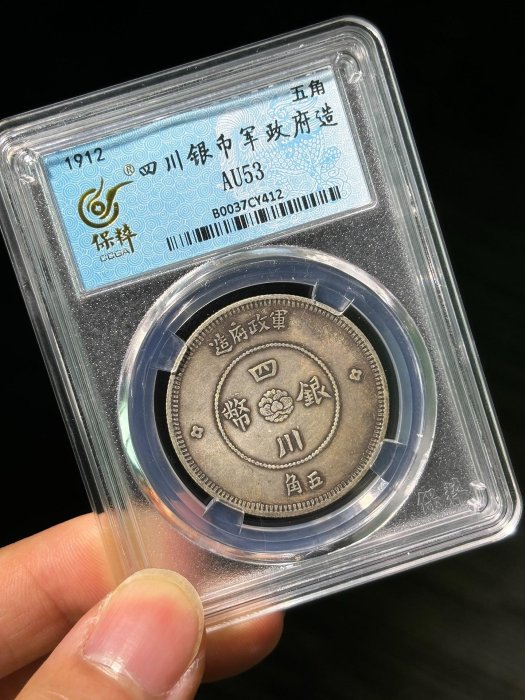 五角
1912
® 四川银币军政府造
AU53
B0037CY412
保粹
CCGA
軍政府造
四川銀幣
五角